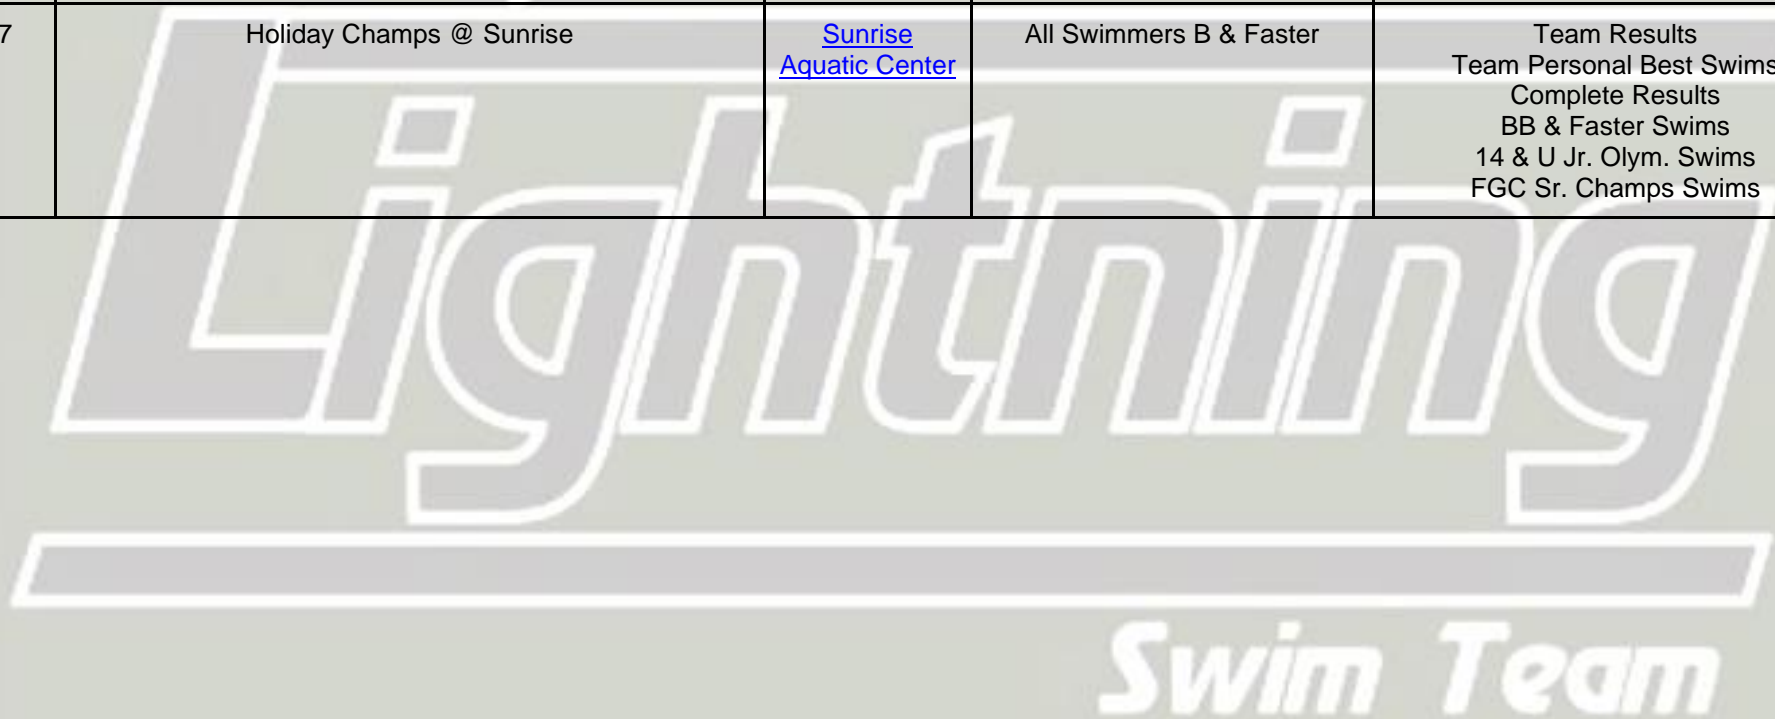 7
Holiday Champs @ Sunrise
Sunrise
Aquatic Center
All Swimmers B & Faster
Team Results
Team Personal Best Swims
Complete Results
BB & Faster Swims
14 & U Jr. Olym. Swims
FGC Sr. Champs Swims
Lightning
Swim Team